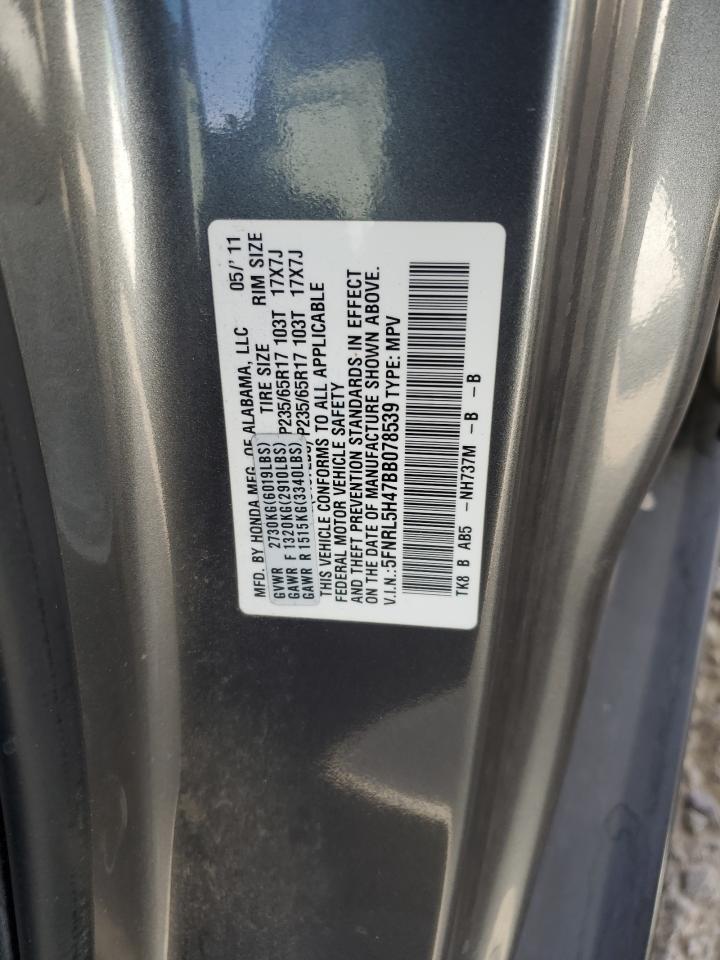 MFD. BY HONDA MFG. OF ALABAMA, LLC 05/' 11
GVWR 2730KG(6019LBS) TIRE SIZE RIM SIZE
GAWR F 1320KG(2910LBS) P235/65R17 103T 17X7J
GAWR R 1515KG(3340LBS) P235/65R17 103T 17X7J
THIS VEHICLE CONFORMS TO ALL APPLICABLE
FEDERAL MOTOR VEHICLE SAFETY
AND THEFT PREVENTION STANDARDS IN EFFECT
ON THE DATE OF MANUFACTURE SHOWN ABOVE.
V.I.N.: 5FNRL5H47BB078539 TYPE: MPV
TK8 B AB5 -NH737M -B -B